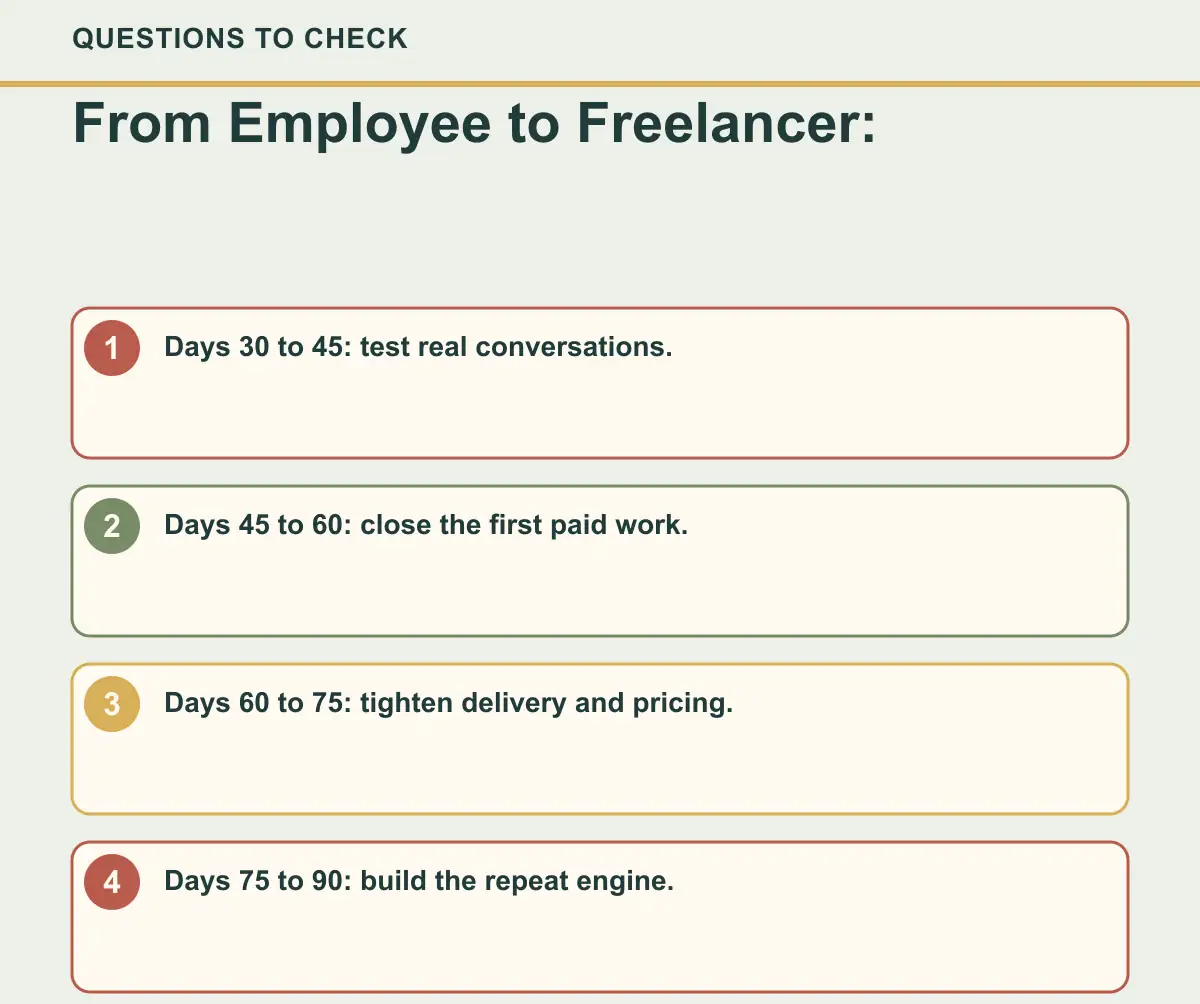 QUESTIONS TO CHECK
From Employee to Freelancer:
1 Days 30 to 45: test real conversations.
2 Days 45 to 60: close the first paid work.
3 Days 60 to 75: tighten delivery and pricing.
4 Days 75 to 90: build the repeat engine.